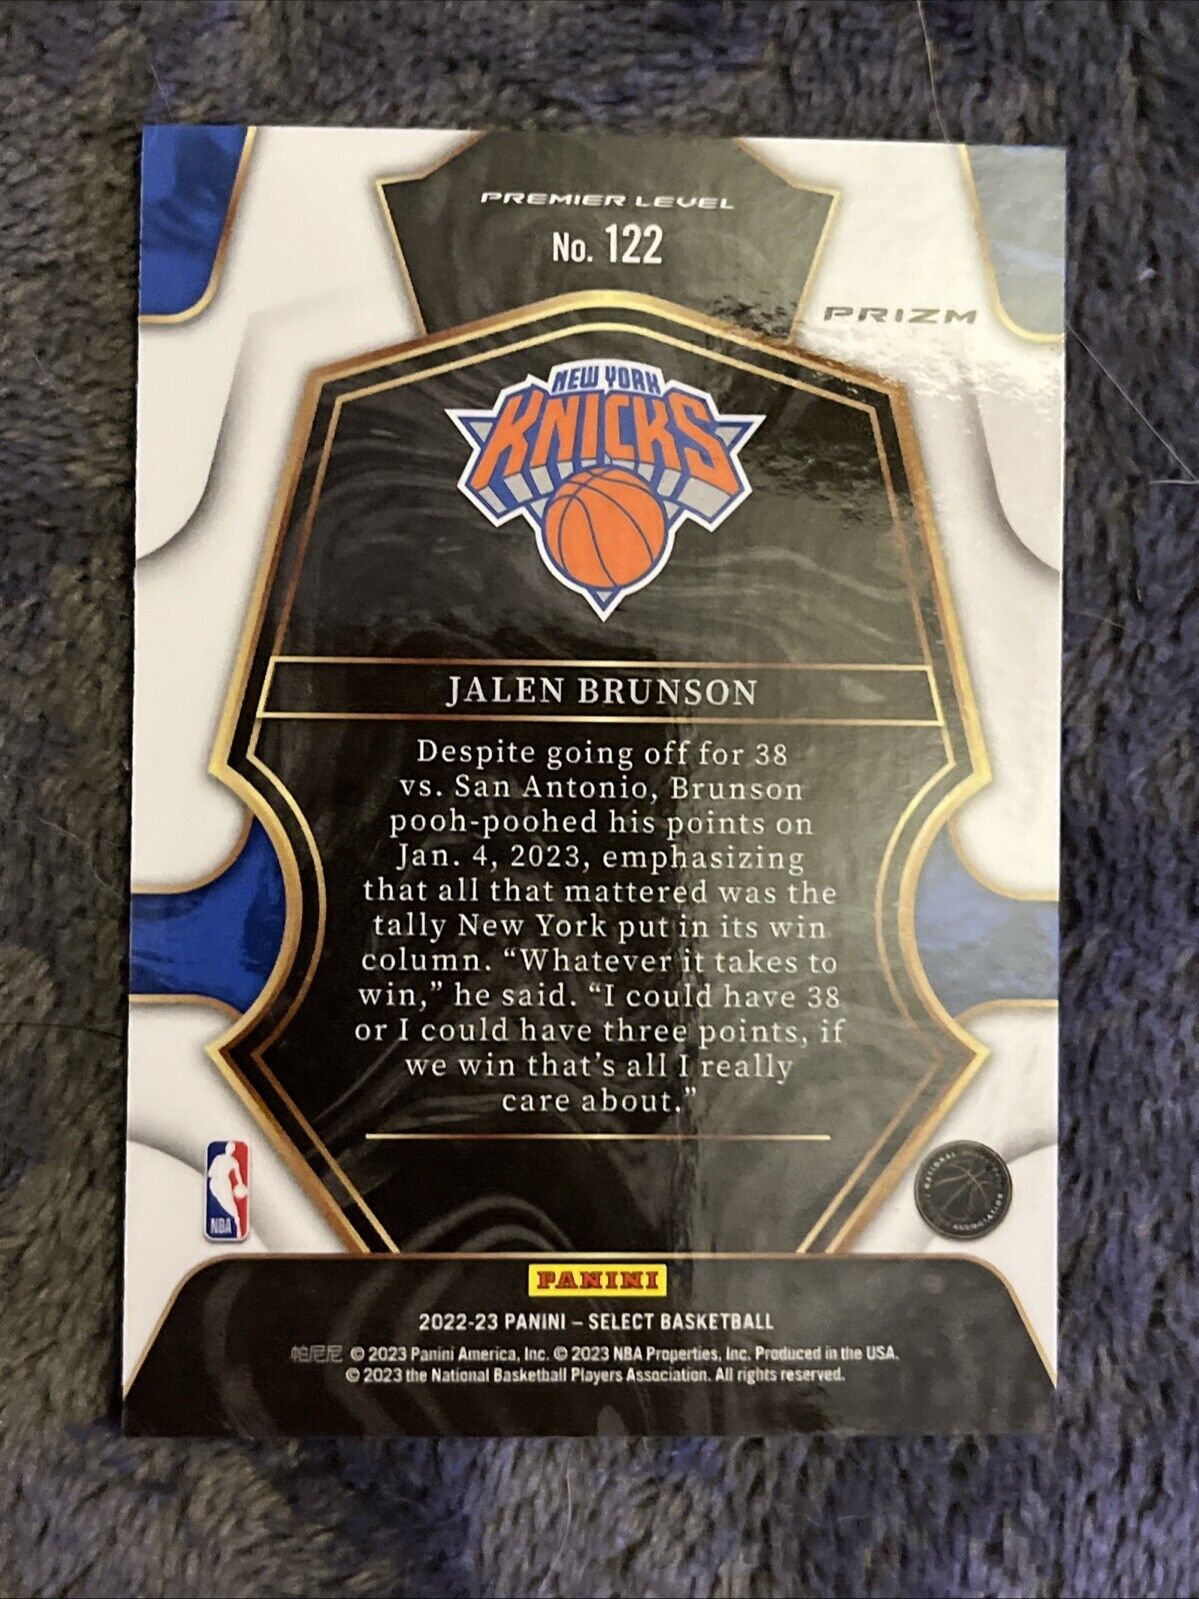 PREMIER LEVEL
No. 122
PRIZM
NEW YORK
KNICKS
JALEN BRUNSON
Despite going off for 38
vs. San Antonio, Brunson
pooh-poohed his points on
Jan. 4, 2023, emphasizing
that all that mattered was the
tally New York put in its win
column. “Whatever it takes to
win,” he said. “I could have 38
or I could have three points, if
we win that’s all I really
care about.”
NBA
NATIONAL
ASSOCIATION
PANINI
2022-23 PANINI – SELECT BASKETBALL
帕尼尼 © 2023 Panini America, Inc. © 2023 NBA Properties, Inc. Produced in the USA.
© 2023 the National Basketball Players Association. All rights reserved.